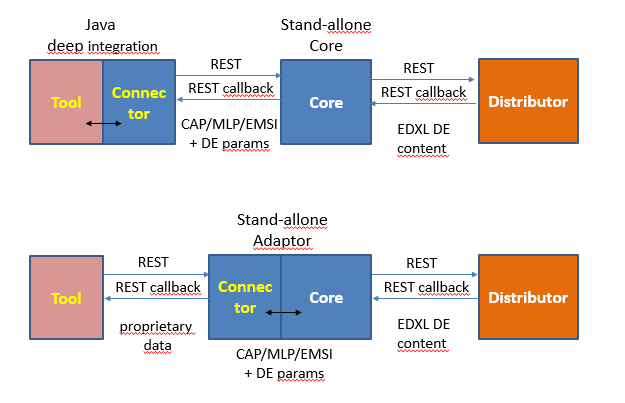 Java
deep integration
Stand-allone
Core
Tool
Connec
tor
REST
REST callback
CAP/MLP/EMSI
+ DE params
Core
REST
REST callback
EDXL DE
content
Distributor
Stand-allone
Adaptor
Tool
REST
REST callback
proprietary
data
Connec
tor
Core
CAP/MLP/EMSI
+ DE params
REST
REST callback
EDXL DE
content
Distributor